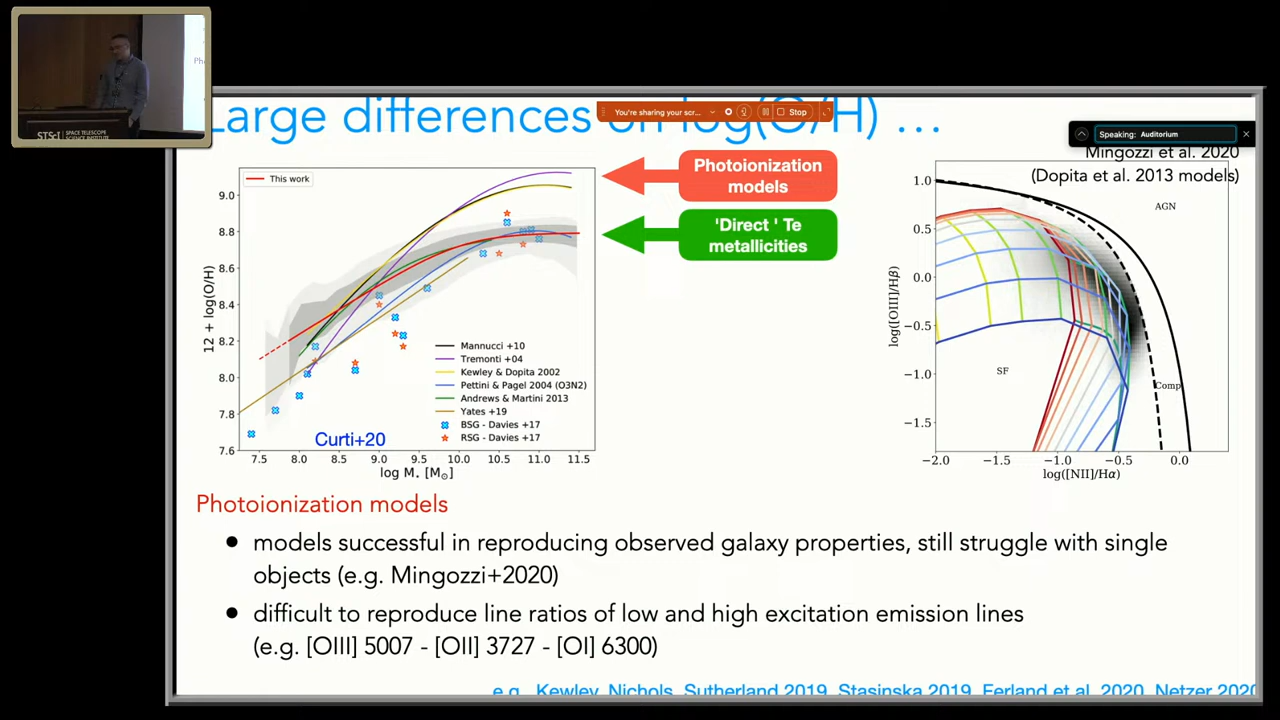 STScI | SPACE TELESCOPE
SCIENCE INSTITUTE
Large differences on log(O/H) …
You're sharing your scr...
Stop
Speaking: Auditorium
Mingozzi et al. 2020
(Dopita et al. 2013 models)
Photoionization
models
'Direct ' Te
metallicities
This work
9.0
8.8
8.6
8.4
8.2
8.0
7.8
7.6
12 + log(O/H)
Mannucci +10
Tremonti +04
Kewley & Dopita 2002
Pettini & Pagel 2004 (O3N2)
Andrews & Martini 2013
Yates +19
BSG - Davies +17
RSG - Davies +17
Curti+20
7.5 8.0 8.5 9.0 9.5 10.0 10.5 11.0 11.5
log M⋆ [M⊙]
1.0
0.5
0.0
−0.5
−1.0
−1.5
log([OIII]/Hβ)
AGN
SF
Comp
−2.0 −1.5 −1.0 −0.5 0.0
log([NII]/Hα)
Photoionization models
● models successful in reproducing observed galaxy properties, still struggle with single
objects (e.g. Mingozzi+2020)
● difficult to reproduce line ratios of low and high excitation emission lines
(e.g. [OIII] 5007 - [OII] 3727 - [OI] 6300)
e.g. Kewley, Nichols, Sutherland 2019, Stasinska 2019, Ferland et al. 2020, Netzer 2020